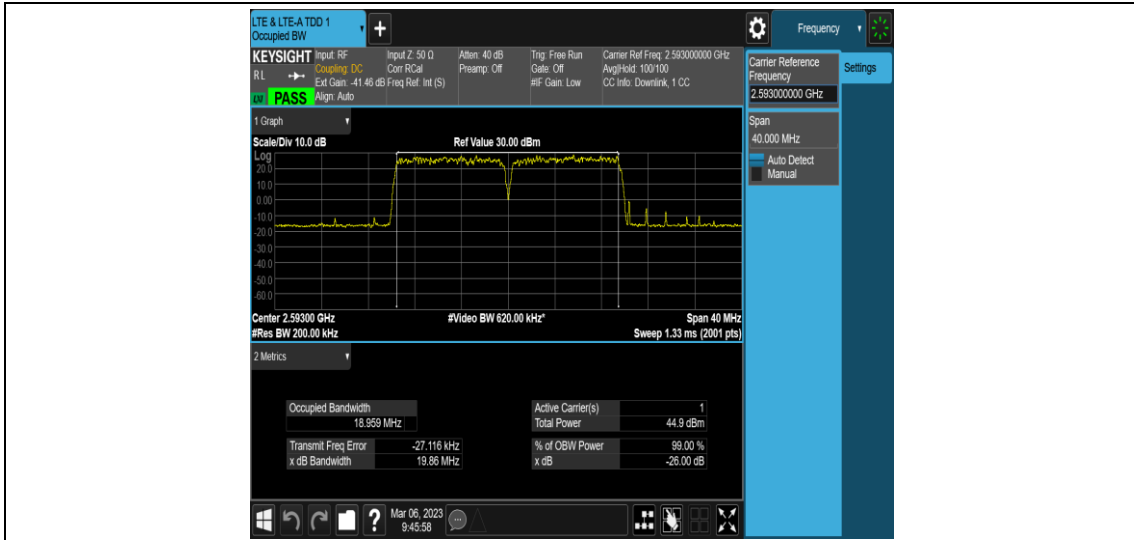 LTE & LTE-A TDD 1
Occupied BW
+
Frequency
KEYSIGHT
RL
PASS
Input: RF
Coupling: DC
Ext Gain: -41.46 dB
Align: Auto
Input Z: 50 Ω
Corr RCal
Freq Ref: Int (S)
Atten: 40 dB
Preamp: Off
Trig: Free Run
Gate: Off
#IF Gain: Low
Carrier Ref Freq: 2.593000000 GHz
Avg|Hold: 100/100
CC Info: Downlink, 1 CC
Carrier Reference
Frequency
2.593000000 GHz
Settings
Span
40.000 MHz
Auto Detect
Manual
1 Graph
Scale/Div 10.0 dB
Ref Value 30.00 dBm
Log
20.0
10.0
0.00
-10.0
-20.0
-30.0
-40.0
-50.0
-60.0
Center 2.59300 GHz
#Video BW 620.00 kHz*
Span 40 MHz
#Res BW 200.00 kHz
Sweep 1.33 ms (2001 pts)
2 Metrics
Occupied Bandwidth
18.959 MHz
Active Carrier(s) 1
Total Power 44.9 dBm
Transmit Freq Error -27.116 kHz
% of OBW Power 99.00 %
x dB Bandwidth 19.86 MHz
x dB -26.00 dB
?
Mar 06, 2023
9:45:58